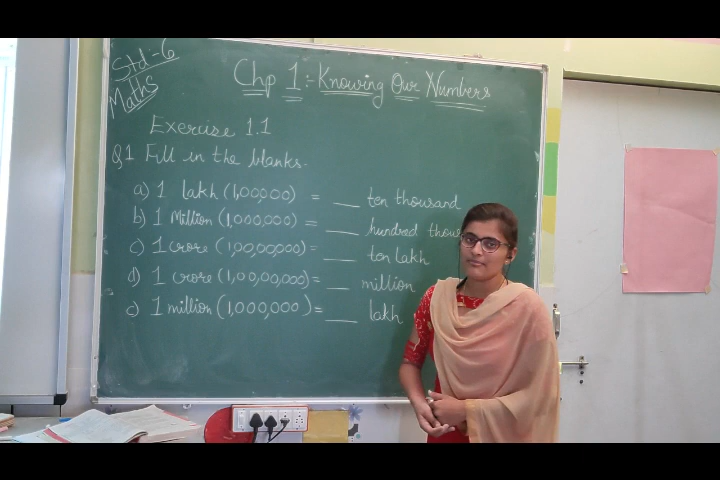 Std:-6
Maths
Chp 1:- Knowing Our Numbers
Exercise 1.1
Q1 Fill in the blanks.
a) 1 lakh (1,00,000) = ___ ten thousand
b) 1 Million (1,000,000) = ___ hundred thous
c) 1 crore (1,00,00,000) = ___ ten lakh
d) 1 crore (1,00,00,000) = ___ million
e) 1 million (1,000,000) = ___ lakh